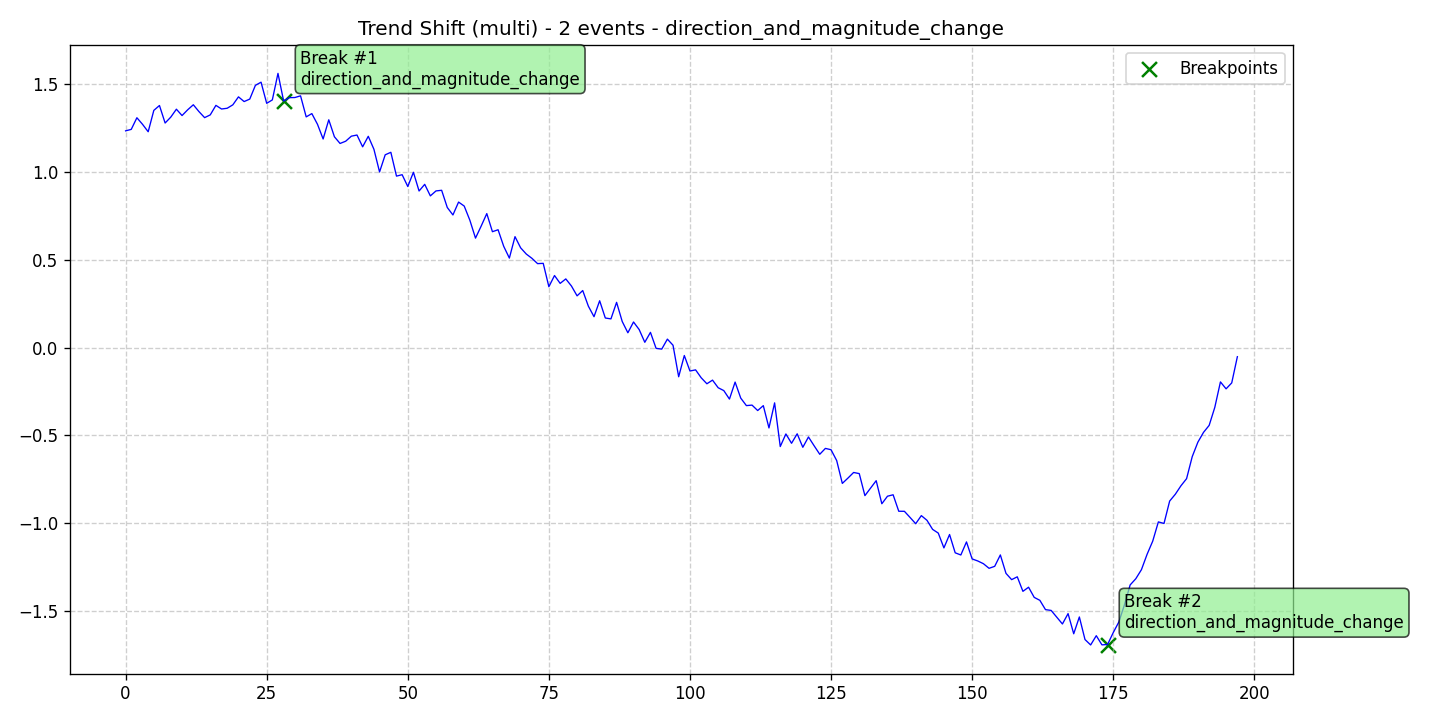 Trend Shift (multi) - 2 events - direction_and_magnitude_change
Break #1
direction_and_magnitude_change
Breakpoints
1.5
1.0
0.5
0.0
−0.5
−1.0
−1.5
Break #2
direction_and_magnitude_change
0 25 50 75 100 125 150 175 200